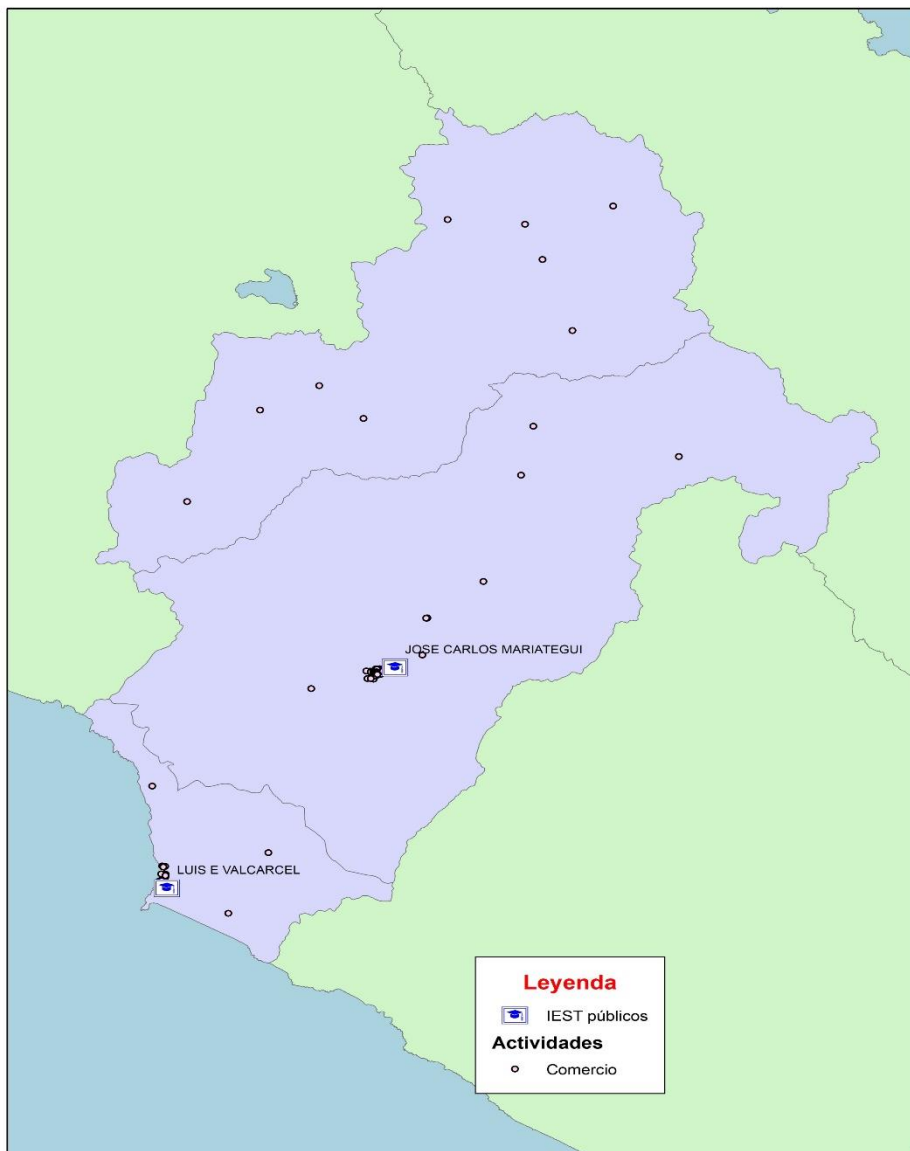 JOSE CARLOS MARIATEGUI
LUIS E VALCARCEL
Leyenda
IEST públicos
Actividades
Comercio